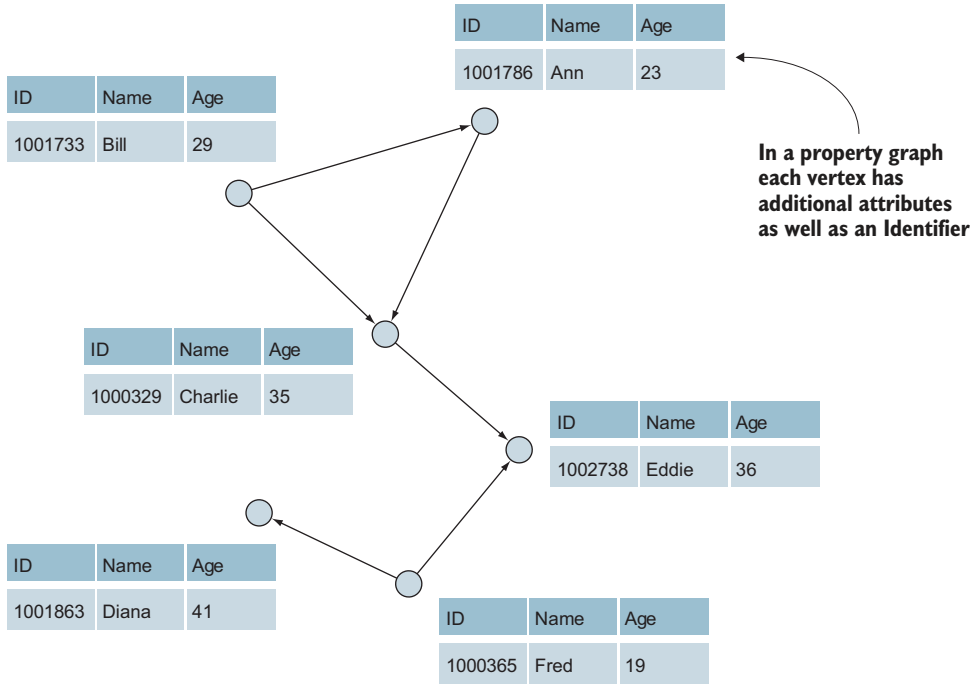 ID Name Age
1001786 Ann 23
ID Name Age
1001733 Bill 29
In a property graph
each vertex has
additional attributes
as well as an Identifier
ID Name Age
1000329 Charlie 35
ID Name Age
1002738 Eddie 36
ID Name Age
1001863 Diana 41
ID Name Age
1000365 Fred 19